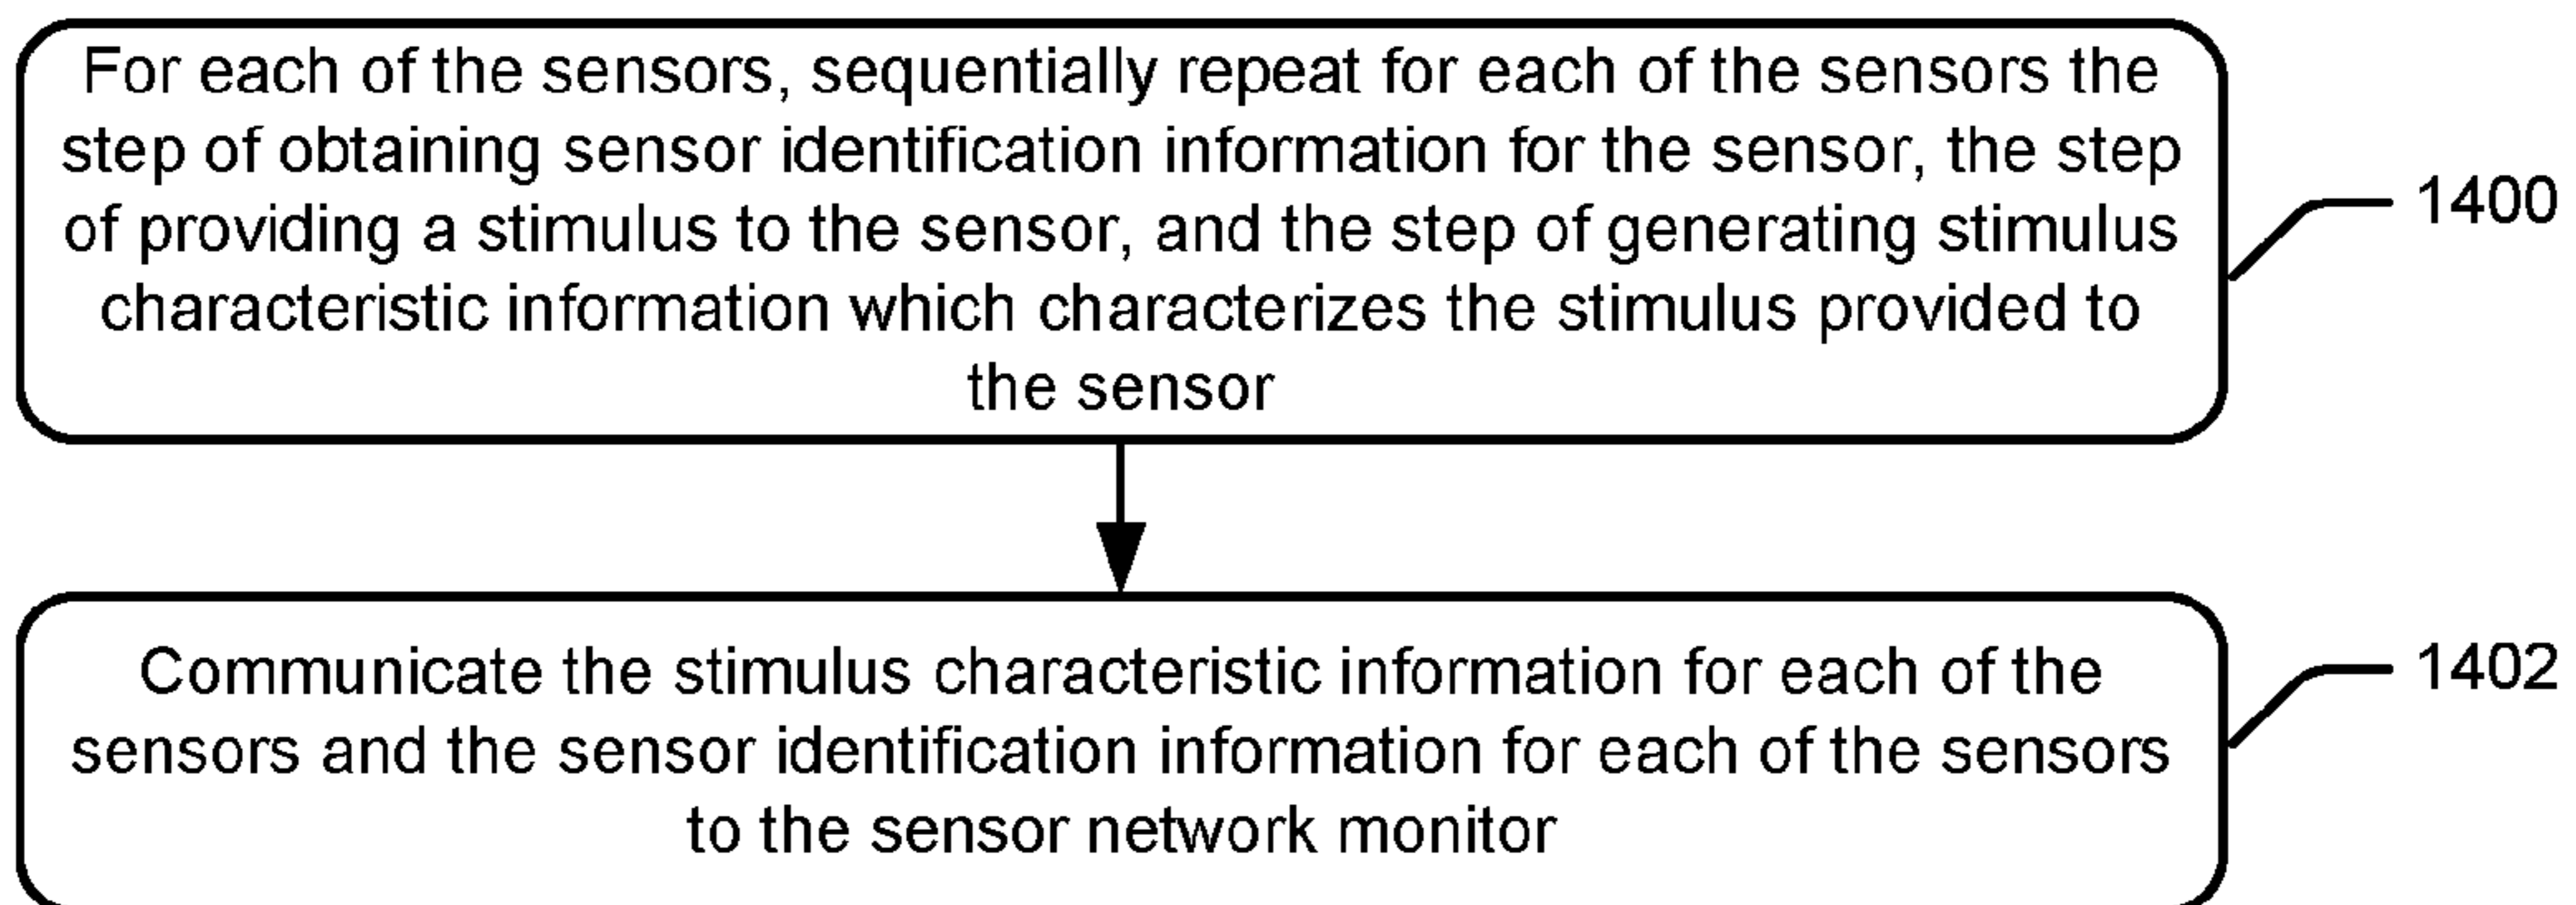 For each of the sensors, sequentially repeat for each of the sensors the
step of obtaining sensor identification information for the sensor, the step
of providing a stimulus to the sensor, and the step of generating stimulus
characteristic information which characterizes the stimulus provided to
the sensor
1400
Communicate the stimulus characteristic information for each of the
sensors and the sensor identification information for each of the sensors
to the sensor network monitor
1402